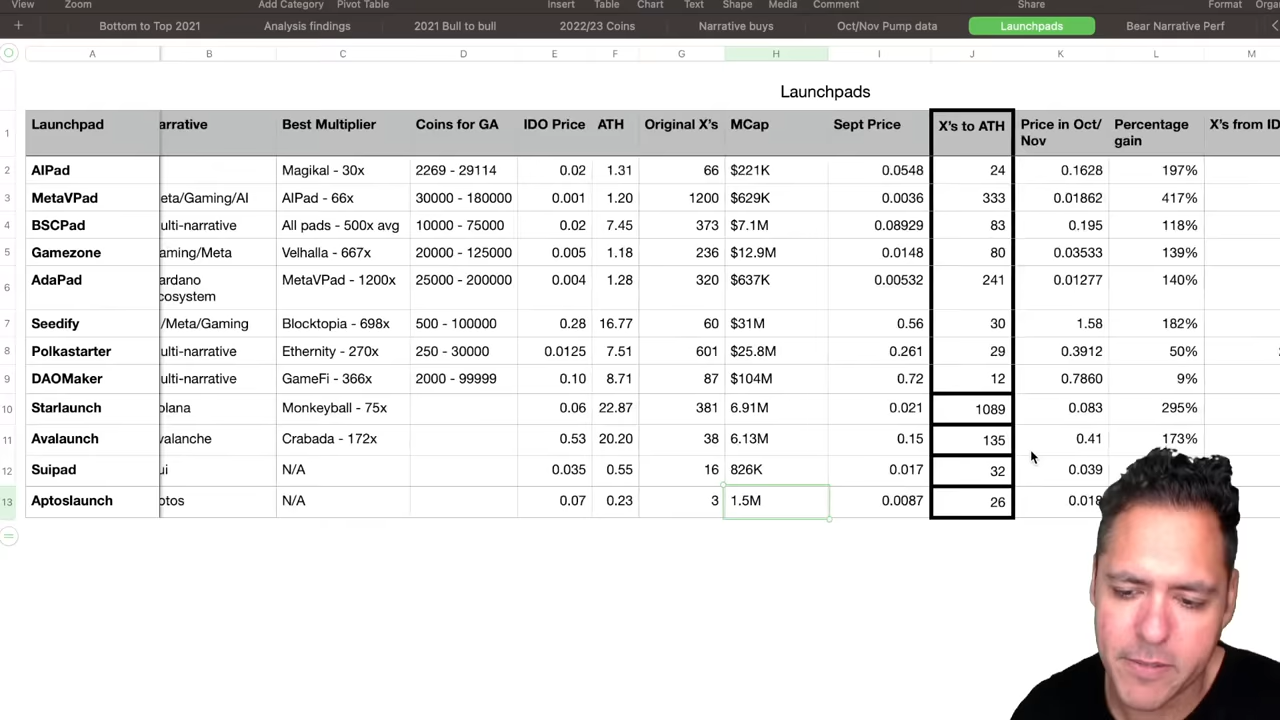 View Zoom Add Category Pivot Table Insert Table Chart Text Shape Media Comment Share Format
+ Bottom to Top 2021 Analysis findings 2021 Bull to bull 2022/23 Coins Narrative buys Oct/Nov Pump data Launchpads Bear Narrative Perf
A B C D E F G H I J K L M
Launchpads
1 Launchpad arrative Best Multiplier Coins for GA IDO Price ATH Original X's MCap Sept Price X's to ATH Price in Oct/ Percentage X's from ID
Nov gain
2 AIPad Magikal - 30x 2269 - 29114 0.02 1.31 66 $221K 0.0548 24 0.1628 197%
3 MetaVPad eta/Gaming/AI AIPad - 66x 30000 - 180000 0.001 1.20 1200 $629K 0.0036 333 0.01862 417%
4 BSCPad ulti-narrative All pads - 500x avg 10000 - 75000 0.02 7.45 373 $7.1M 0.08929 83 0.195 118%
5 Gamezone aming/Meta Velhalla - 667x 20000 - 125000 0.005 1.18 236 $12.9M 0.0148 80 0.03533 139%
6 AdaPad ardano MetaVPad - 1200x 25000 - 200000 0.004 1.28 320 $637K 0.00532 241 0.01277 140%
cosystem
7 Seedify /Meta/Gaming Blocktopia - 698x 500 - 100000 0.28 16.77 60 $31M 0.56 30 1.58 182%
8 Polkastarter ulti-narrative Ethernity - 270x 250 - 30000 0.0125 7.51 601 $25.8M 0.261 29 0.3912 50%
9 DAOMaker ulti-narrative GameFi - 366x 2000 - 99999 0.10 8.71 87 $104M 0.72 12 0.7860 9%
10 Starlaunch olana Monkeyball - 75x 0.06 22.87 381 6.91M 0.021 1089 0.083 295%
11 Avalaunch valanche Crabada - 172x 0.53 20.20 38 6.13M 0.15 135 0.41 173%
12 Suipad ui N/A 0.035 0.55 16 826K 0.017 32 0.039
13 Aptoslaunch otos N/A 0.07 0.23 3 1.5M 0.0087 26 0.018